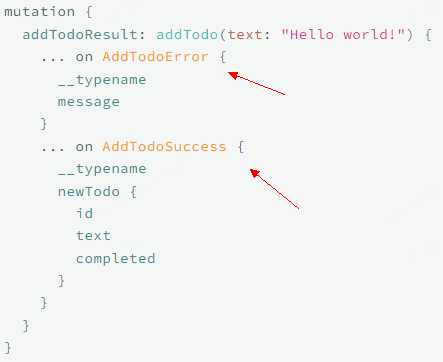 mutation {
  addTodoResult: addTodo(text: "Hello world!") {
    ... on AddTodoError {
      __typename
      message
    }
    ... on AddTodoSuccess {
      __typename
      newTodo {
        id
        text
        completed
      }
    }
  }
}